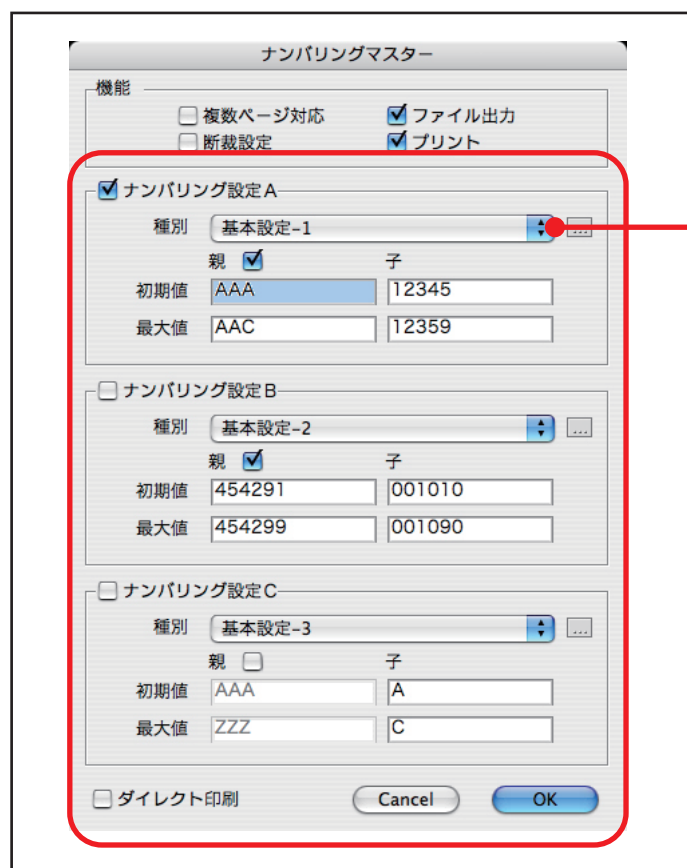 ナンバリングマスター
機能
複数ページ対応 ファイル出力
断裁設定 プリント
ナンバリング設定A
種別 基本設定-1 ...
親 子
初期値 AAA 12345
最大値 AAC 12359
ナンバリング設定B
種別 基本設定-2 ...
親 子
初期値 454291 001010
最大値 454299 001090
ナンバリング設定C
種別 基本設定-3 ...
親 子
初期値 AAA A
最大値 ZZZ C
ダイレクト印刷 Cancel OK